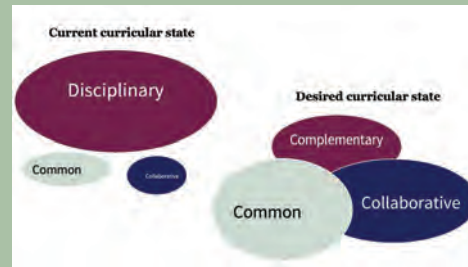 Current curricular state
Disciplinary
Common
Collaborative
Desired curricular state
Complementary
Common
Collaborative